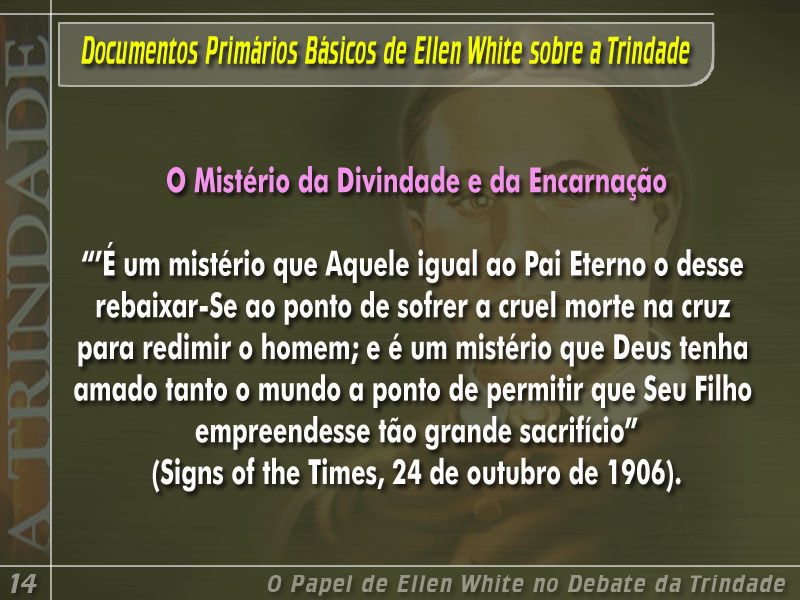 Documentos Primários Básicos de Ellen White sobre a Trindade
A TRINDADE
O Mistério da Divindade e da Encarnação
“’É um mistério que Aquele igual ao Pai Eterno o desse
rebaixar-Se ao ponto de sofrer a cruel morte na cruz
para redimir o homem; e é um mistério que Deus tenha
amado tanto o mundo a ponto de permitir que Seu Filho
empreendesse tão grande sacrifício”
(Signs of the Times, 24 de outubro de 1906).
14
O Papel de Ellen White no Debate da Trindade